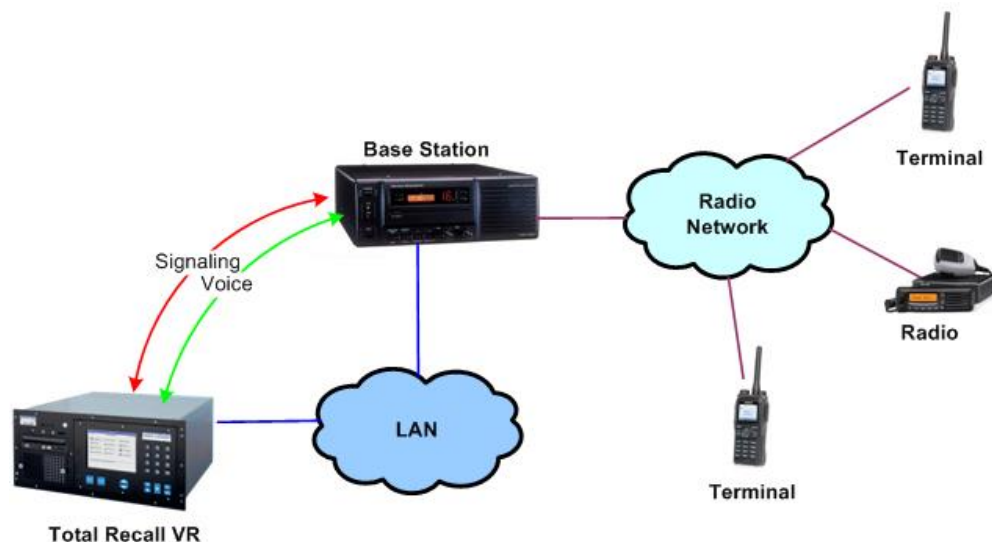 Base Station
Terminal
Radio
Network
Signaling
Voice
Radio
LAN
Terminal
Total Recall VR